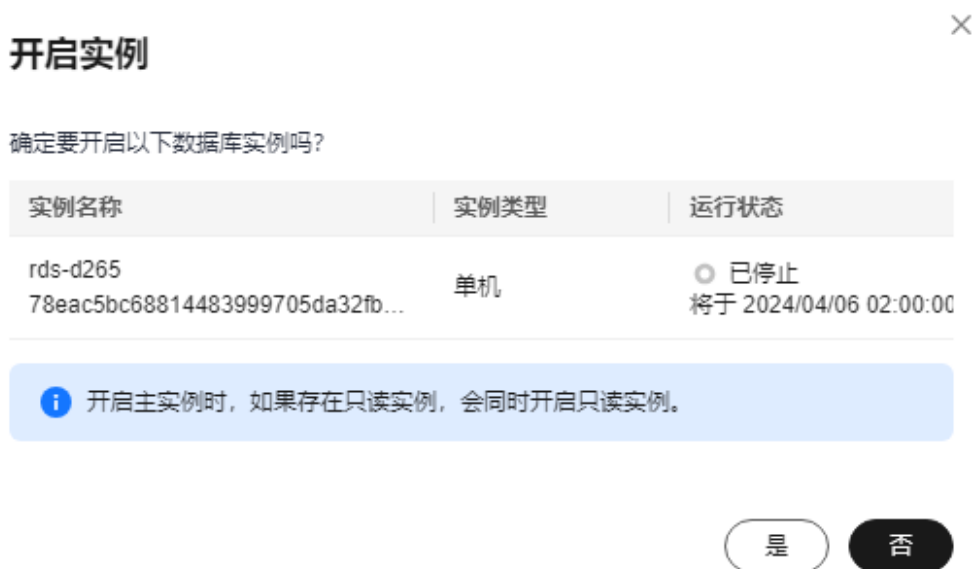 开启实例
确定要开启以下数据库实例吗？
实例名称 实例类型 运行状态
rds-d265
78eac5bc68814483999705da32fb...
单机
已停止
将于 2024/04/06 02:00:00
开启主实例时，如果存在只读实例，会同时开启只读实例。
是 否